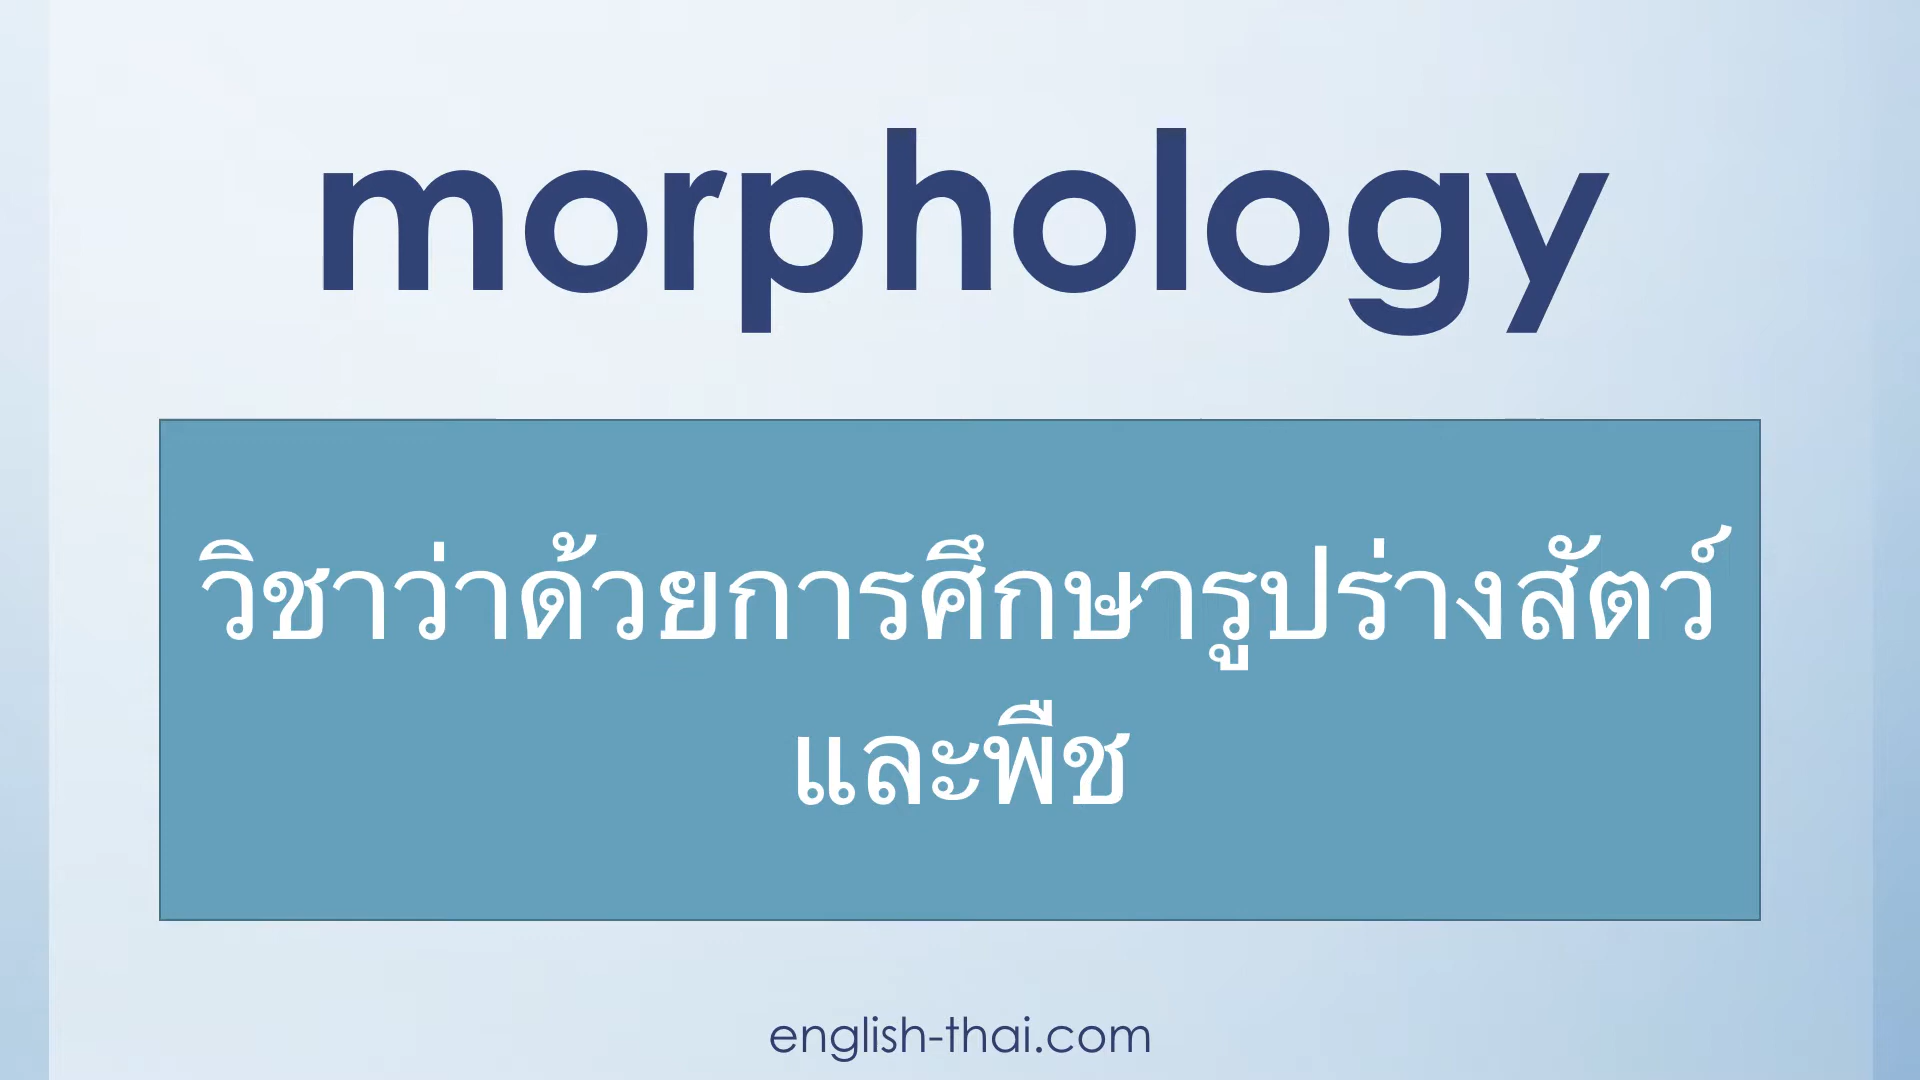 morphology
วิชาว่าด้วยการศึกษารูปร่างสัตว์
และพืช
english-thai.com